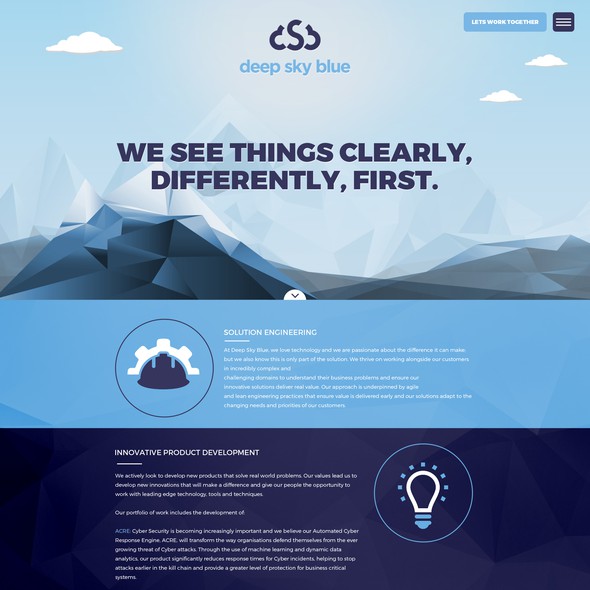 LETS WORK TOGETHER
dSb
deep sky blue
WE SEE THINGS CLEARLY,
DIFFERENTLY, FIRST.
SOLUTION ENGINEERING
At Deep Sky Blue, we love technology and we are passionate about the difference it can make;
but we also know this is only part of the solution. We thrive on working alongside our customers
in incredibly complex and
challenging domains to understand their business problems and ensure our
innovative solutions deliver real value. Our approach is underpinned by agile
and lean engineering practices that ensure value is delivered early and our solutions adapt to the
changing needs and priorities of our customers
INNOVATIVE PRODUCT DEVELOPMENT
We actively look to develop new products that solve real world problems. Our values lead us to
develop new innovations that will make a difference and give our people the opportunity to
work with leading edge technology, tools and techniques.
Our portfolio of work includes the development of:
ACRE: Cyber Security is becoming increasingly important and we believe our Automated Cyber
Response Engine, ACRE, will transform the way organisations defend themselves from the ever
growing threat of Cyber attacks. Through the use of machine learning and dynamic data
analytics, our product significantly reduces response times for Cyber incidents, helping to stop
attacks earlier in the kill chain and provide a greater level of protection for business critical
systems.